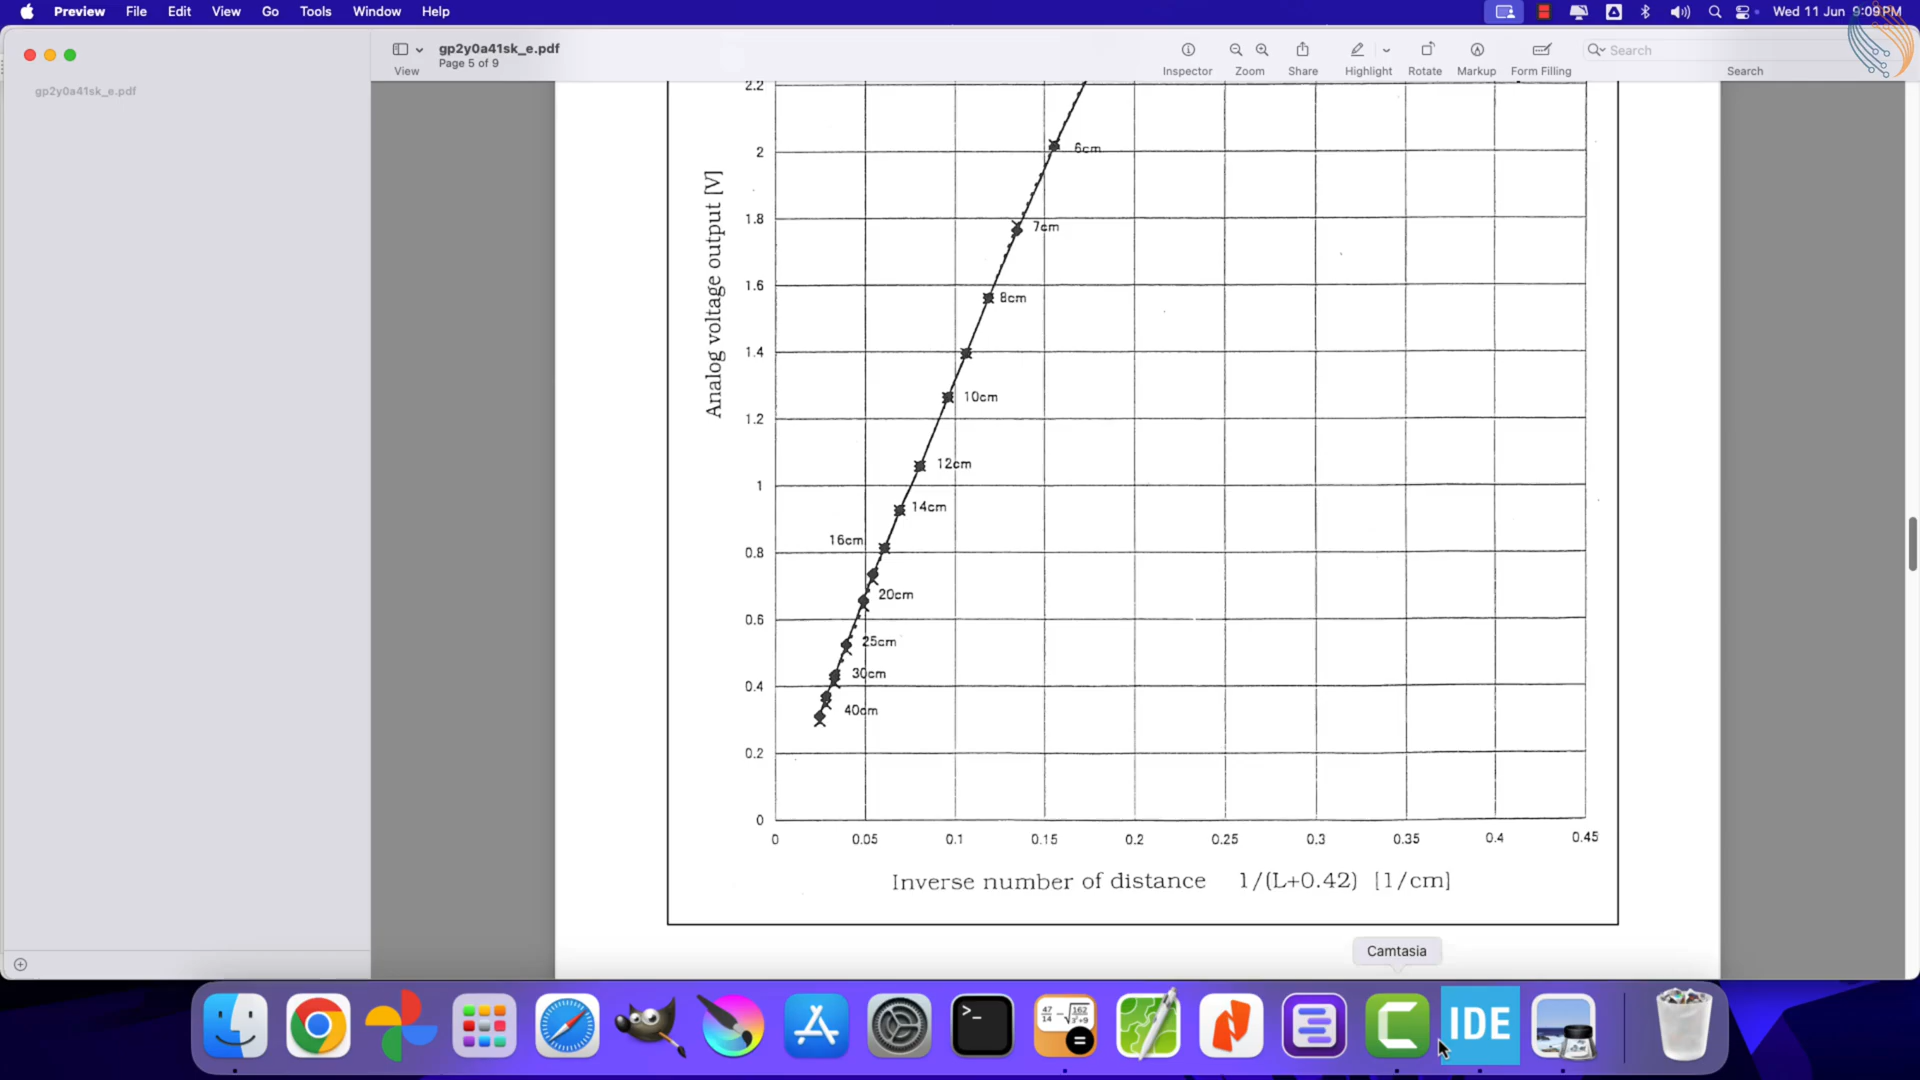 Preview File Edit View Go Tools Window Help
Wed 11 Jun 9:09PM
gp2y0a41sk_e.pdf
Page 5 of 9
View
Inspector
Zoom
Share
Highlight
Rotate
Markup
Form Filling
Search
Search
gp2y0a41sk_e.pdf
2.2
2
1.8
1.6
1.4
1.2
1
0.8
0.6
0.4
0.2
0
Analog voltage output [V]
6cm
7cm
8cm
10cm
12cm
14cm
16cm
20cm
25cm
30cm
40cm
0 0.05 0.1 0.15 0.2 0.25 0.3 0.35 0.4 0.45
Inverse number of distance 1/(L+0.42) [1/cm]
Camtasia
IDE